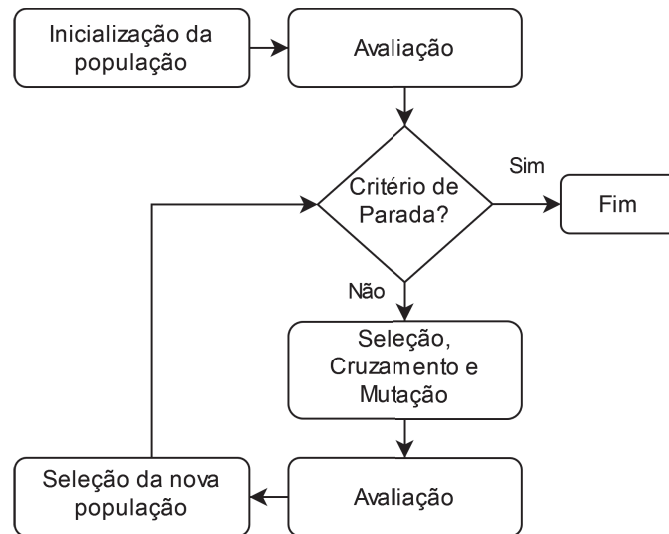 Inicialização da
população
Avaliação
Critério de
Parada?
Sim
Fim
Não
Seleção,
Cruzamento e
Mutação
Avaliação
Seleção da nova
população